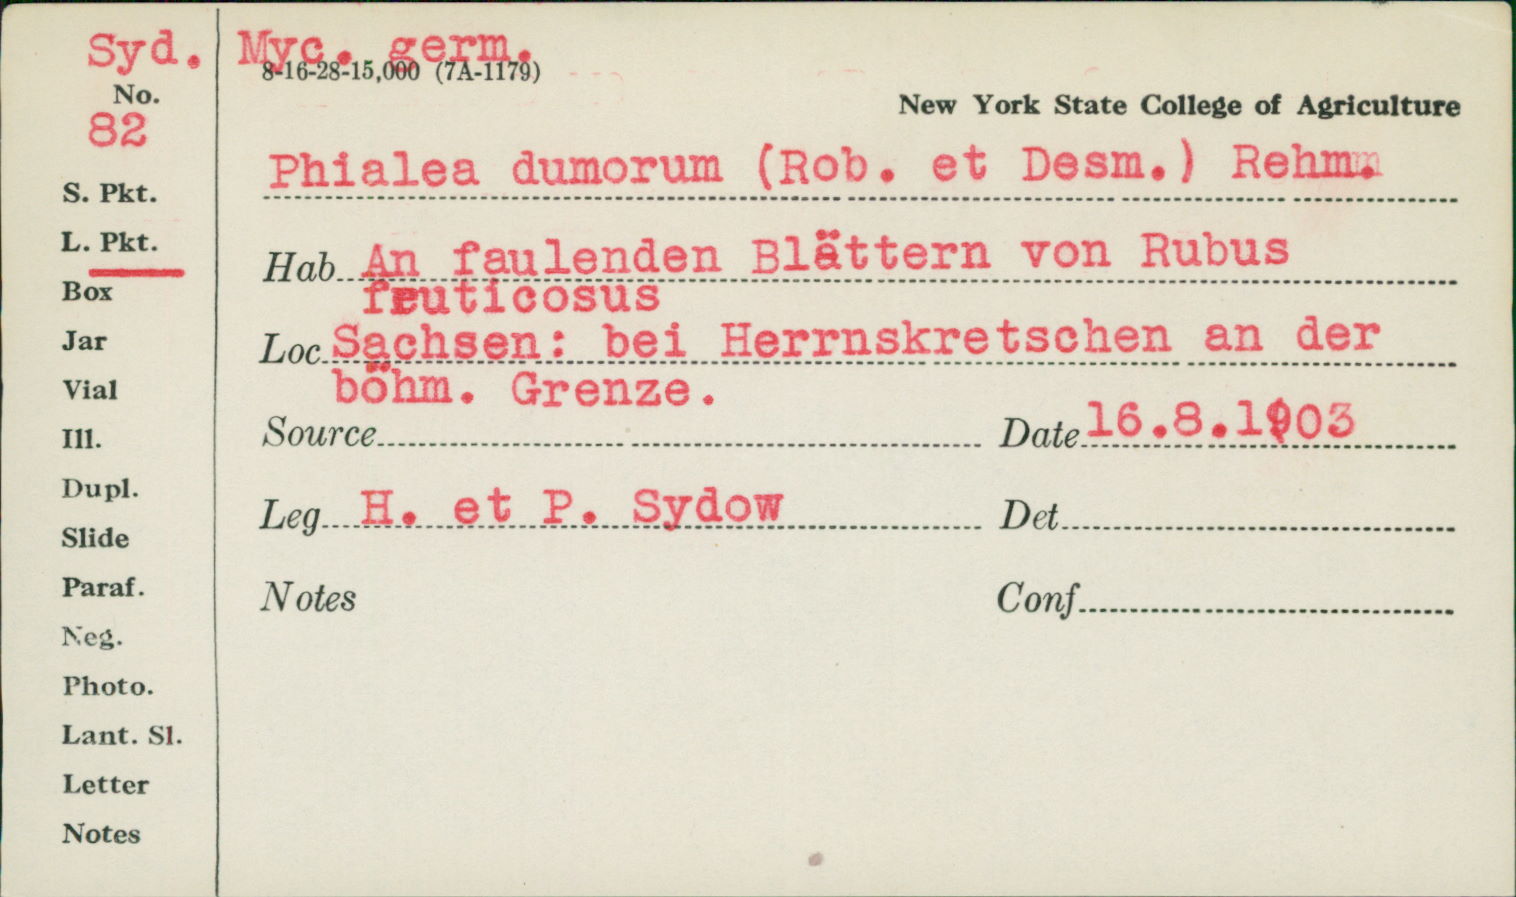 Syd. Myc. germ.
8-16-28-15,000 (7A-1179)
No.
82
New York State College of Agriculture
Phialea dumorum (Rob. et Desm.) Rehm.
S. Pkt.
L. Pkt.
Hab. An faulenden Blättern von Rubus
fruticosus
Box
Jar
Loc. Sachsen: bei Herrnskretschen an der
böhm. Grenze.
Vial
Ill.
Source
Date 16.8.1903
Dupl.
Leg. H. et P. Sydow
Det.
Slide
Paraf.
Notes
Conf.
Neg.
Photo.
Lant. Sl.
Letter
Notes